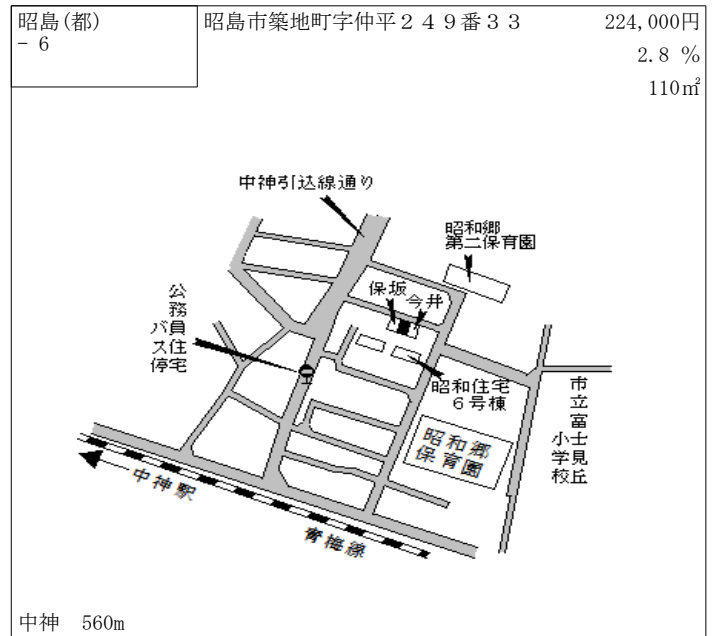 昭島(都)
- 6
昭島市築地町字仲平２４９番３３
224,000円
2.8 %
110㎡
中神引込線通り
昭和郷
第二保育園
保坂
今井
公務員住宅
バス停
昭和住宅
６号棟
市立富士見丘
小学校
昭和郷
保育園
中神駅
青梅線
中神　560m